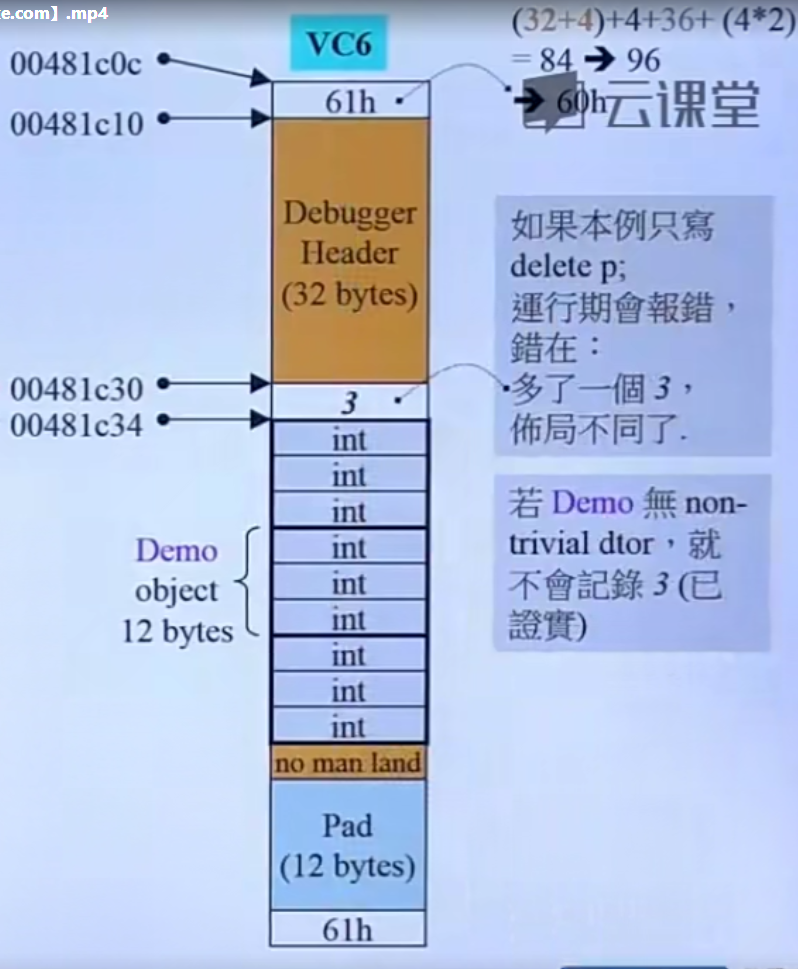 ke.com】.mp4
VC6
(32+4)+4+36+ (4*2)
= 84 ➔ 96
➔ 60h
云课堂
00481c0c
61h
00481c10
Debugger
Header
(32 bytes)
如果本例只寫
delete p;
運行期會報錯，
錯在：
多了一個 3，
佈局不同了.
00481c30
3
00481c34
int
int
int
int
int
int
int
int
int
Demo
object
12 bytes
若 Demo 無 non-
trivial dtor，就
不會記錄 3 (已
證實)
no man land
Pad
(12 bytes)
61h